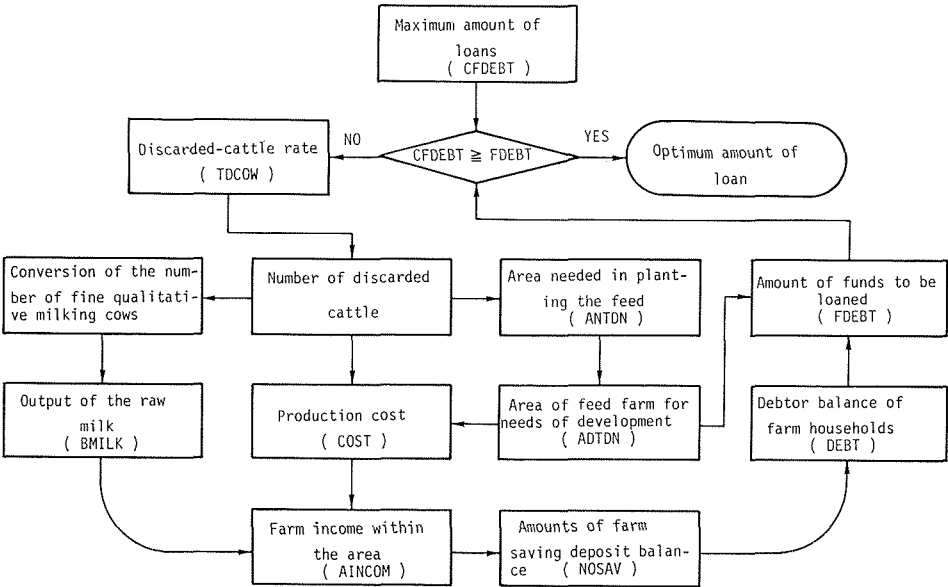 Maximum amount of
loans
( CFDEBT )
NO
CFDEBT ≧ FDEBT
YES
Discarded-cattle rate
( TDCOW )
Optimum amount of
loan
Conversion of the num-
ber of fine qualitati-
ve milking cows
Number of discarded
cattle
Area needed in plant-
ing the feed
( ANTDN )
Amount of funds to be
loaned
( FDEBT )
Output of the raw
milk
( BMILK )
Production cost
( COST )
Area of feed farm for
needs of development
( ADTDN )
Debtor balance of
farm households
( DEBT )
Farm income within
the area
( AINCOM )
Amounts of farm
saving deposit balan-
ce ( NOSAV )